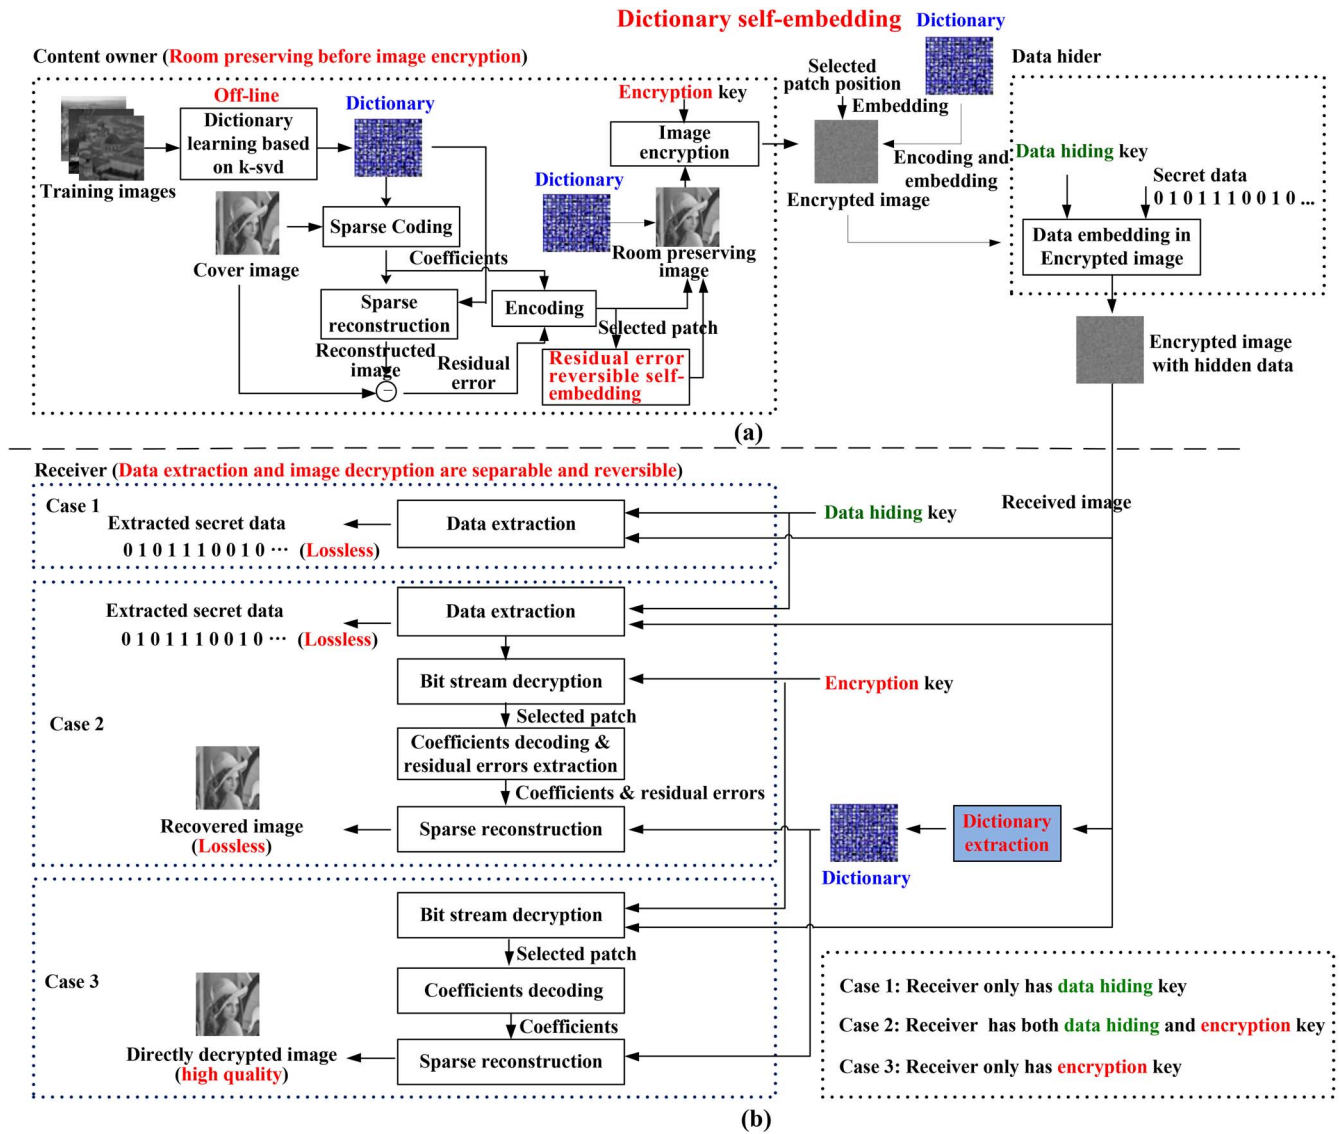 Dictionary self-embedding
Dictionary
Content owner (Room preserving before image encryption)
Data hider
Off-line
Dictionary learning based on k-svd
Training images
Dictionary
Encryption key
Image encryption
Selected patch position
Embedding
Encoding and embedding
Encrypted image
Data hiding key
Secret data
0 1 0 1 1 1 0 0 1 0 ...
Data embedding in Encrypted image
Cover image
Sparse Coding
Coefficients
Dictionary
Room preserving image
Sparse reconstruction
Encoding
Selected patch
Reconstructed image
Residual error
−
Residual error reversible self-embedding
Encrypted image with hidden data
(a)
Receiver (Data extraction and image decryption are separable and reversible)
Received image
Case 1
Extracted secret data
0 1 0 1 1 1 0 0 1 0 ⋯ (Lossless)
Data extraction
Data hiding key
Case 2
Extracted secret data
0 1 0 1 1 1 0 0 1 0 ⋯ (Lossless)
Data extraction
Bit stream decryption
Encryption key
Selected patch
Coefficients decoding & residual errors extraction
Coefficients & residual errors
Sparse reconstruction
Recovered image
(Lossless)
Dictionary extraction
Dictionary
Case 3
Bit stream decryption
Selected patch
Coefficients decoding
Coefficients
Sparse reconstruction
Directly decrypted image
(high quality)
Case 1: Receiver only has data hiding key
Case 2: Receiver has both data hiding and encryption key
Case 3: Receiver only has encryption key
(b)